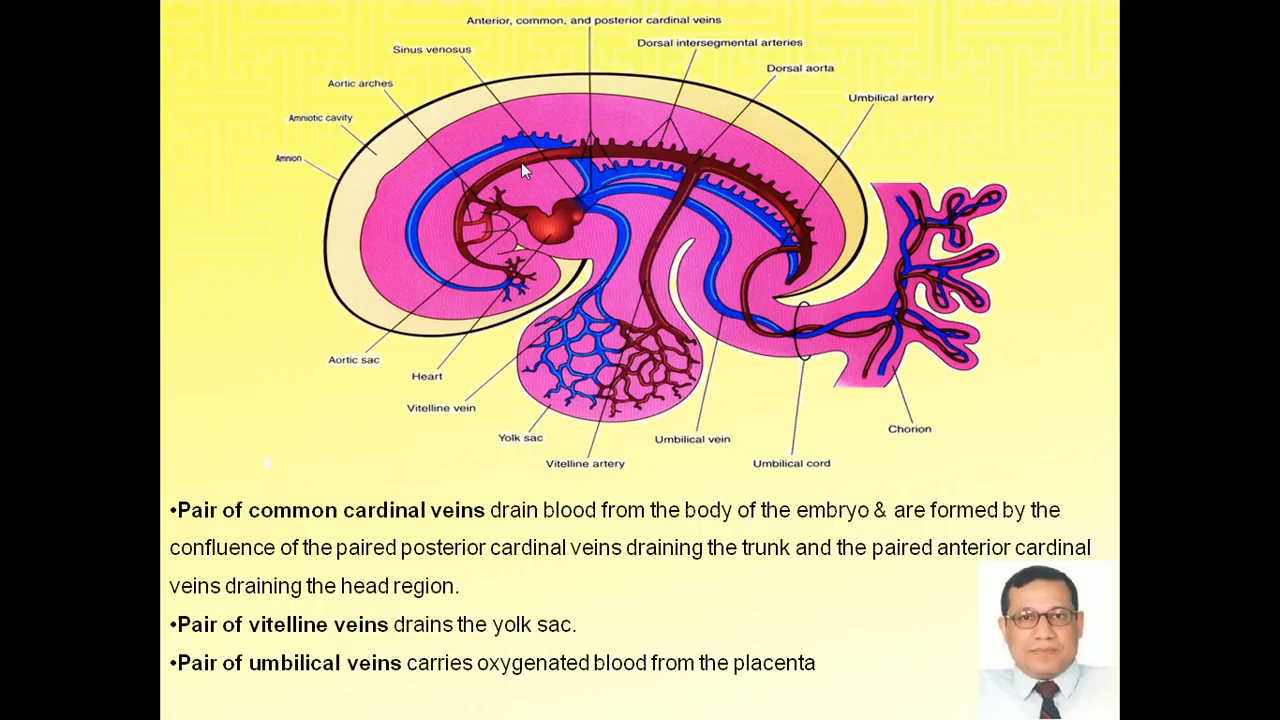 Anterior, common, and posterior cardinal veins
Dorsal intersegmental arteries
Sinus venosus
Dorsal aorta
Aortic arches
Umbilical artery
Amniotic cavity
Amnion
Aortic sac
Heart
Vitelline vein
Chorion
Yolk sac
Umbilical vein
Vitelline artery
Umbilical cord
•Pair of common cardinal veins drain blood from the body of the embryo & are formed by the
confluence of the paired posterior cardinal veins draining the trunk and the paired anterior cardinal
veins draining the head region.
•Pair of vitelline veins drains the yolk sac.
•Pair of umbilical veins carries oxygenated blood from the placenta